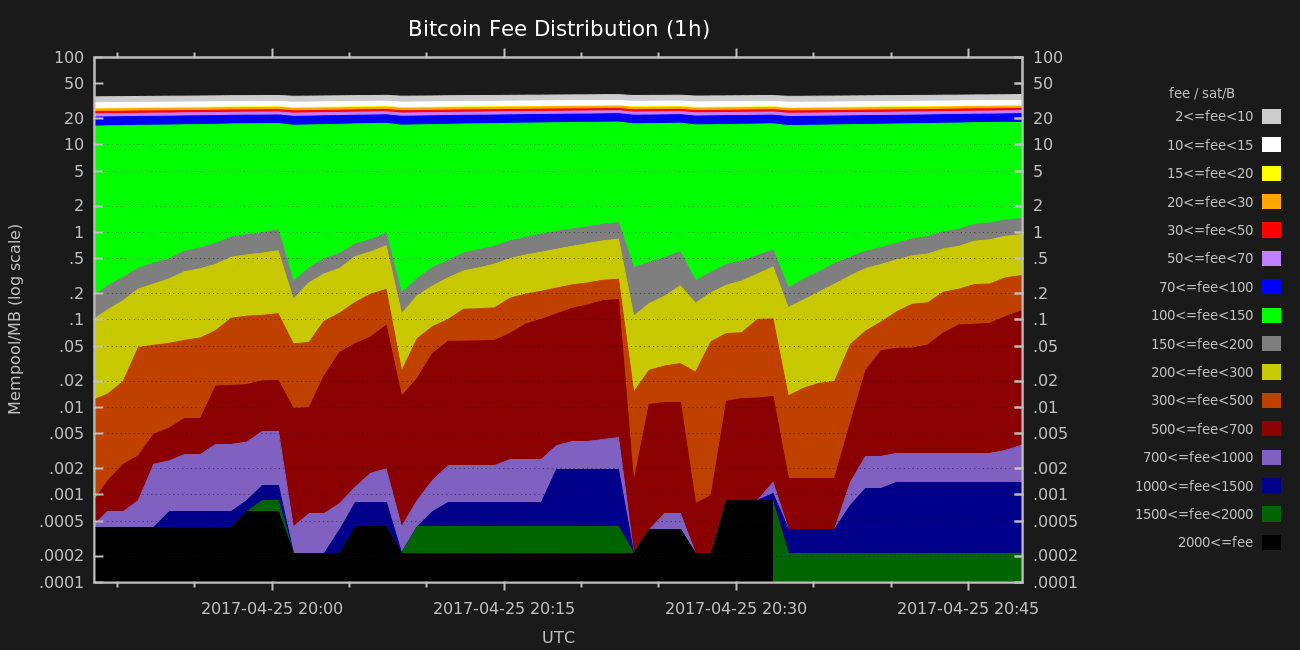 Bitcoin Fee Distribution (1h)
100
50
20
10
5
2
1
.5
.2
.1
.05
.02
.01
.005
.002
.001
.0005
.0002
.0001
Mempool/MB (log scale)
100
50
20
10
5
2
1
.5
.2
.1
.05
.02
.01
.005
.002
.001
.0005
.0002
.0001
2017-04-25 20:00
2017-04-25 20:15
2017-04-25 20:30
2017-04-25 20:45
UTC
fee / sat/B
2<=fee<10
10<=fee<15
15<=fee<20
20<=fee<30
30<=fee<50
50<=fee<70
70<=fee<100
100<=fee<150
150<=fee<200
200<=fee<300
300<=fee<500
500<=fee<700
700<=fee<1000
1000<=fee<1500
1500<=fee<2000
2000<=fee